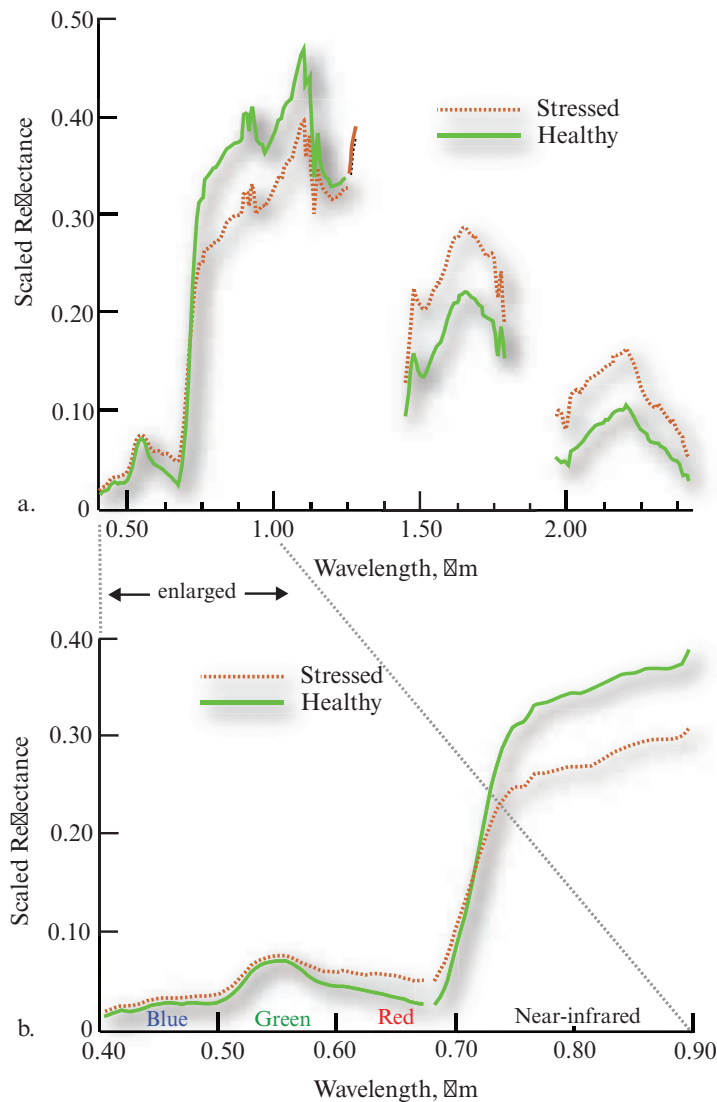 0.50
0.40
0.30
0.20
0.10
0
Scaled Re☒ectance
Stressed
Healthy
a.
0.50
1.00
1.50
2.00
Wavelength, ☒m
enlarged
0.40
0.30
0.20
0.10
0
Scaled Re☒ectance
Stressed
Healthy
Blue
Green
Red
Near-infrared
b.
0.40
0.50
0.60
0.70
0.80
0.90
Wavelength, ☒m